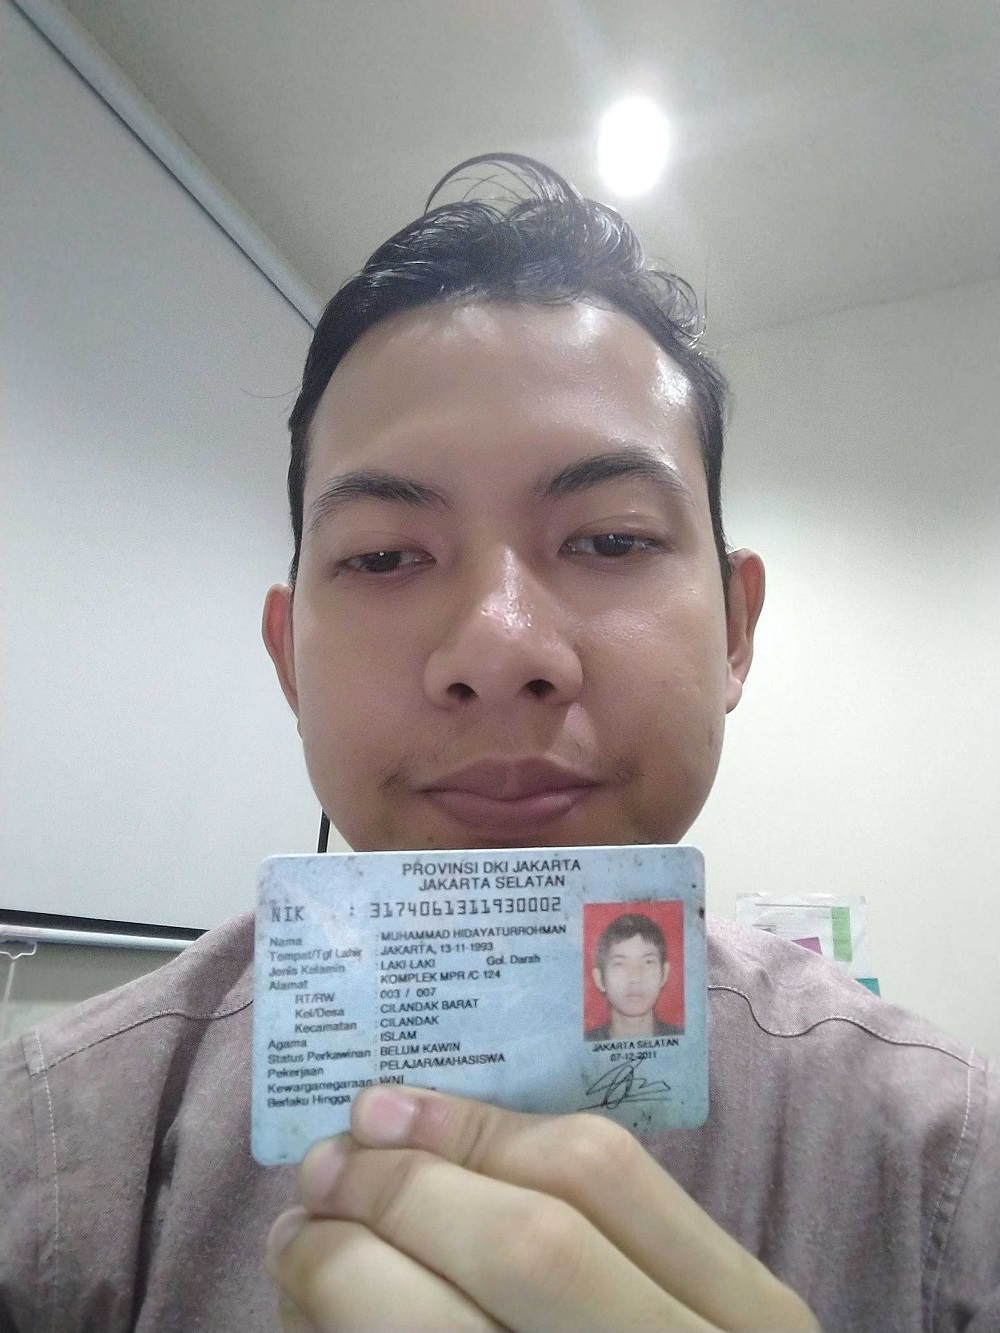 PROVINSI DKI JAKARTA
JAKARTA SELATAN
NIK : 3174061311930002
Nama : MUHAMMAD HIDAYATURROHMAN
Tempat/Tgl Lahir : JAKARTA, 13-11-1993
Jenis Kelamin : LAKI-LAKI Gol. Darah : -
Alamat : KOMPLEK MPR /C 124
RT/RW : 003 / 007
Kel/Desa : CILANDAK BARAT
Kecamatan : CILANDAK
Agama : ISLAM
Status Perkawinan : BELUM KAWIN
Pekerjaan : PELAJAR/MAHASISWA
Kewarganegaraan : WNI
Berlaku Hingga
JAKARTA SELATAN
07-12-2011